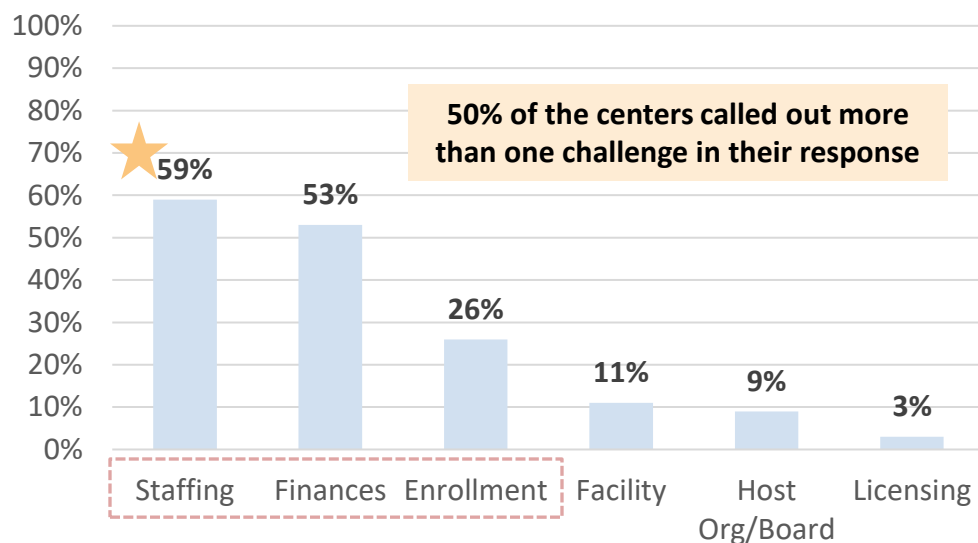 100%
90%
80%
70%
60%
50%
40%
30%
20%
10%
0%
50% of the centers called out more
than one challenge in their response
59%
53%
26%
11%
9%
3%
Staffing
Finances
Enrollment
Facility
Host
Org/Board
Licensing